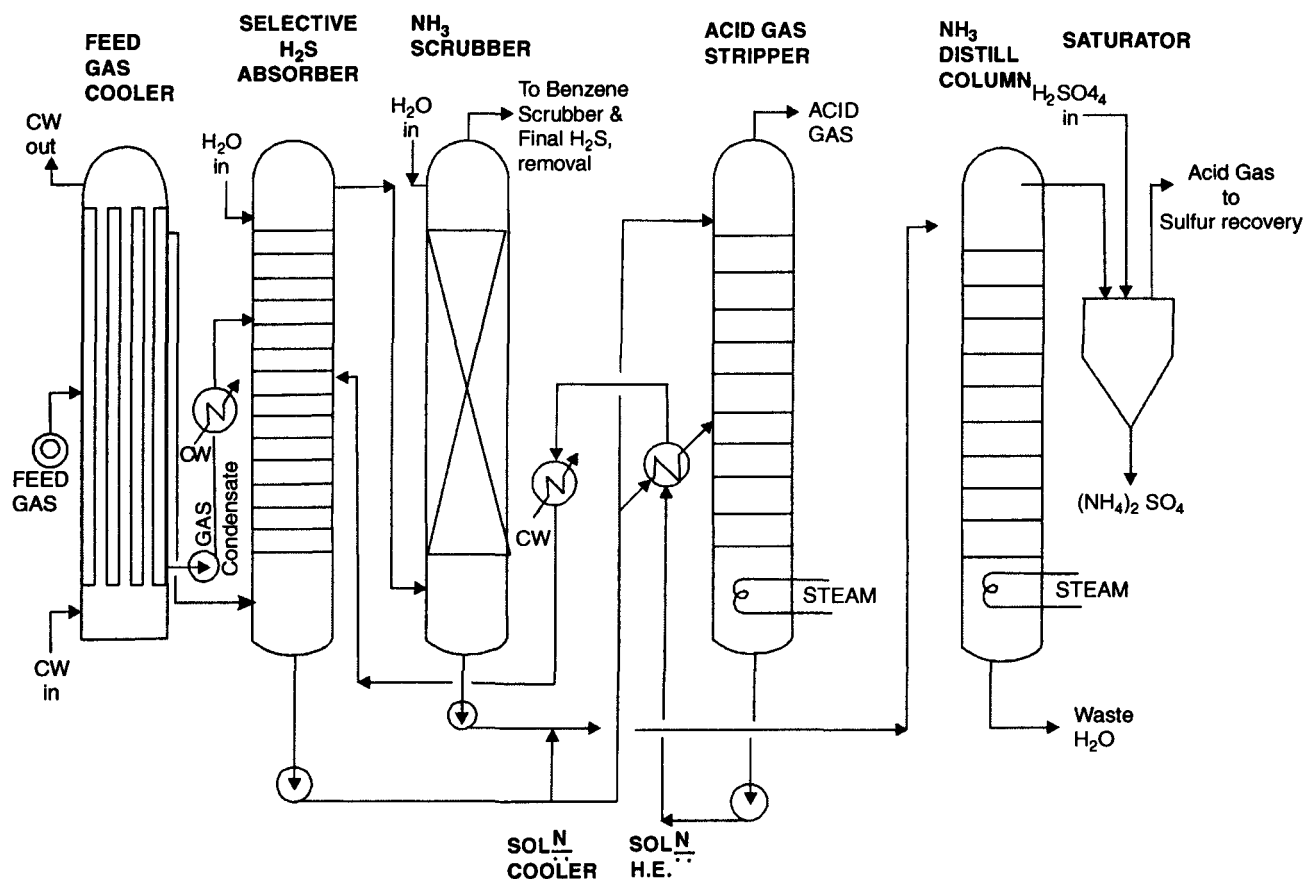 FEED
GAS
COOLER
SELECTIVE
H₂S
ABSORBER
NH₃
SCRUBBER
ACID GAS
STRIPPER
NH₃
DISTILL
COLUMN
SATURATOR
CW
out
H₂O
in
H₂O
in
To Benzene
Scrubber &
Final H₂S,
removal
ACID
GAS
H₂SO4₄
in
Acid Gas
to
Sulfur recovery
FEED
GAS
CW
GAS
Condensate
CW
(NH₄)₂ SO₄
STEAM
STEAM
CW
in
Waste
H₂O
SOLN
COOLER
SOLN
H.E.